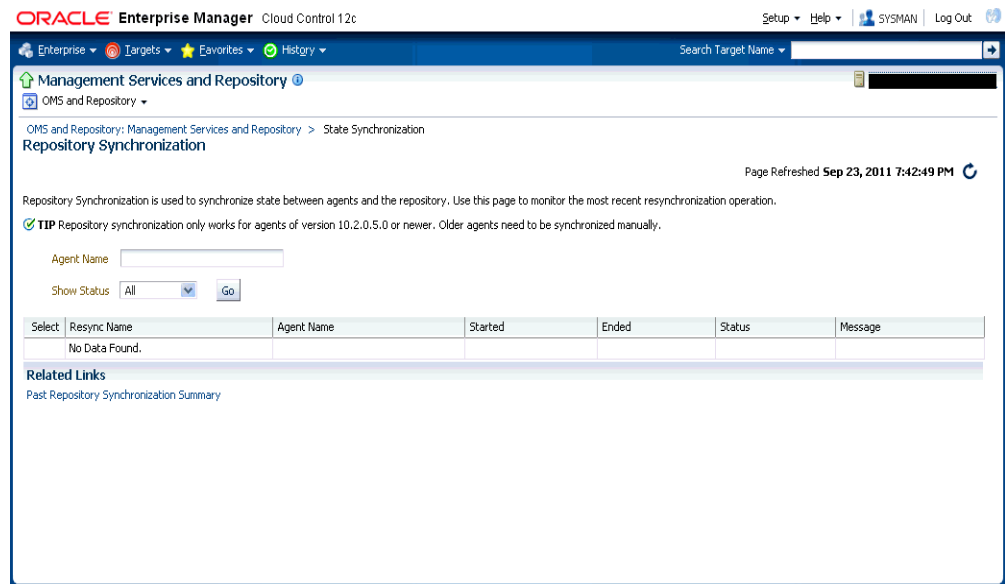 ORACLE Enterprise Manager Cloud Control 12c
Setup Help SYSMAN Log Out
Enterprise Targets Favorites History Search Target Name
Management Services and Repository
OMS and Repository
OMS and Repository: Management Services and Repository > State Synchronization
Repository Synchronization
Page Refreshed Sep 23, 2011 7:42:49 PM
Repository Synchronization is used to synchronize state between agents and the repository. Use this page to monitor the most recent resynchronization operation.
TIP Repository synchronization only works for agents of version 10.2.0.5.0 or newer. Older agents need to be synchronized manually.
Agent Name
Show Status All Go
Select Resync Name Agent Name Started Ended Status Message
No Data Found.
Related Links
Past Repository Synchronization Summary